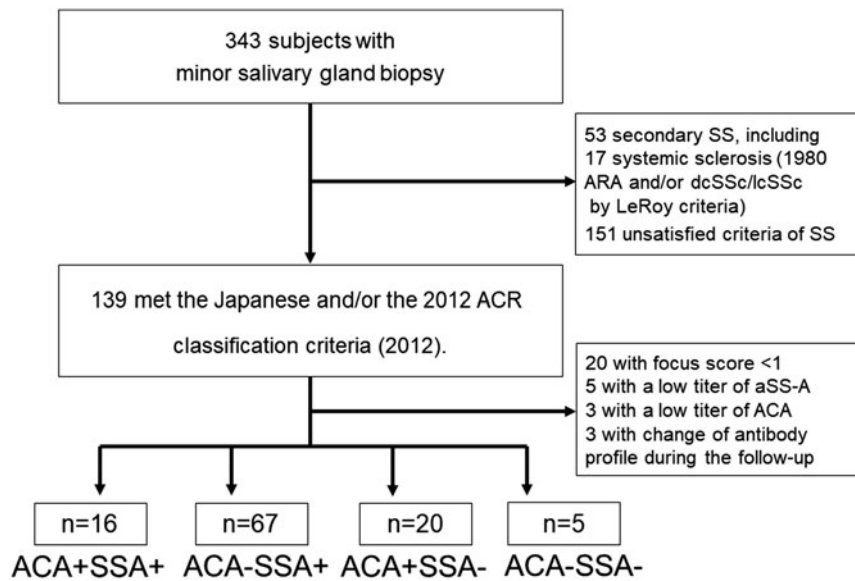 343 subjects with
minor salivary gland biopsy
53 secondary SS, including
17 systemic sclerosis (1980
ARA and/or dcSSc/lcSSc
by LeRoy criteria)
151 unsatisfied criteria of SS
139 met the Japanese and/or the 2012 ACR
classification criteria (2012).
20 with focus score <1
5 with a low titer of aSS-A
3 with a low titer of ACA
3 with change of antibody
profile during the follow-up
n=16
n=67
n=20
n=5
ACA+SSA+
ACA-SSA+
ACA+SSA-
ACA-SSA-